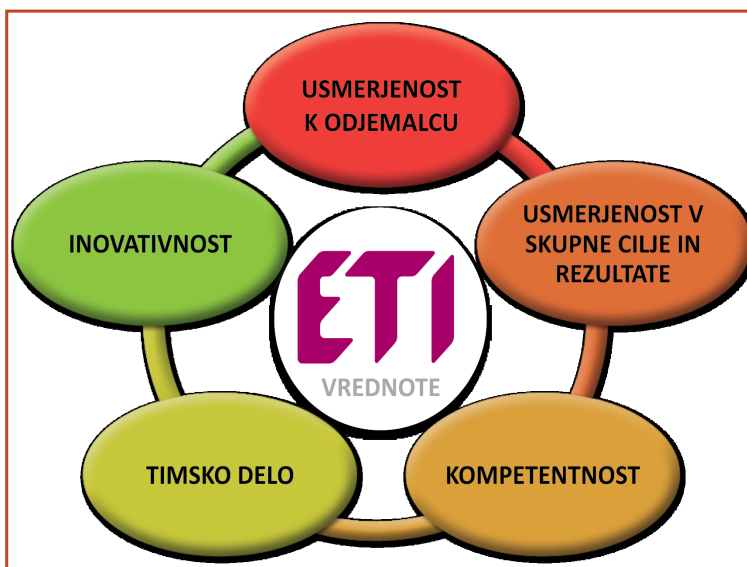 USMERJENOST
K ODJEMALCU
USMERJENOST V
SKUPNE CILJE IN
REZULTATE
KOMPETENTNOST
TIMSKO DELO
INOVATIVNOST
ETI
VREDNOTE